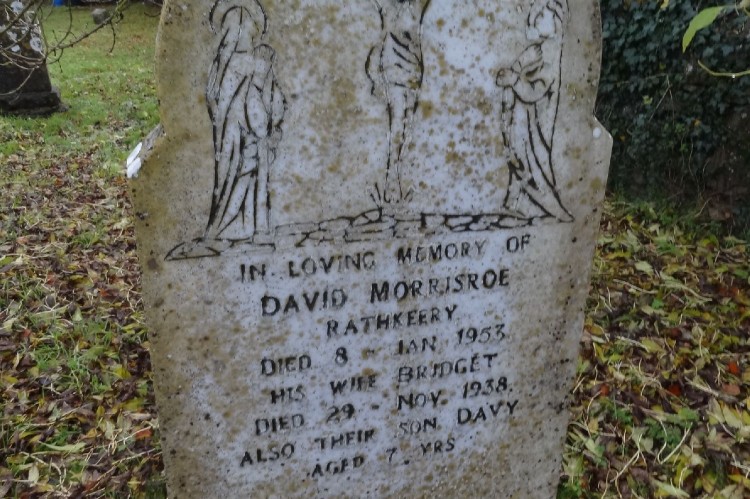 IN LOVING MEMORY OF
DAVID MORRISROE
RATHKEERY
DIED 8 - JAN 1953.
HIS WIFE BRIDGET
DIED 29 - NOV. 1938.
ALSO THEIR SON DAVY
AGED 7. YRS